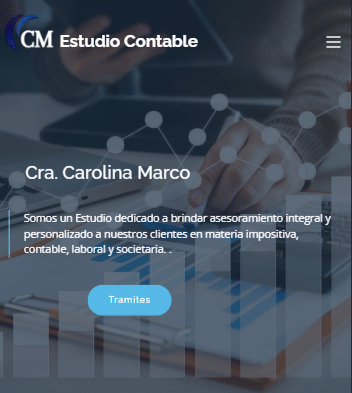 CM Estudio Contable
Cra. Carolina Marco
Somos un Estudio dedicado a brindar asesoramiento integral y
personalizado a nuestros clientes en materia impositiva,
contable, laboral y societaria. .
Tramites